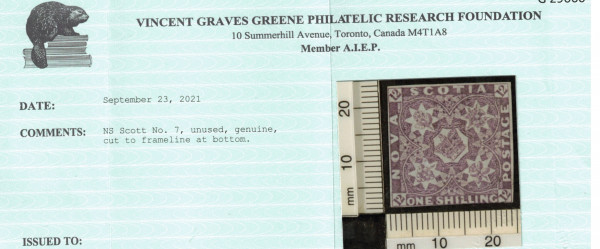 VINCENT GRAVES GREENE PHILATELIC RESEARCH FOUNDATION
10 Summerhill Avenue, Toronto, Canada M4T1A8
Member A.I.E.P.
DATE: September 23, 2021
COMMENTS: NS Scott No. 7, unused, genuine,
cut to frameline at bottom.
20
10
mm
NOVA
SCOTIA
POSTAGE
ONE SHILLING
mm 10 20
ISSUED TO: